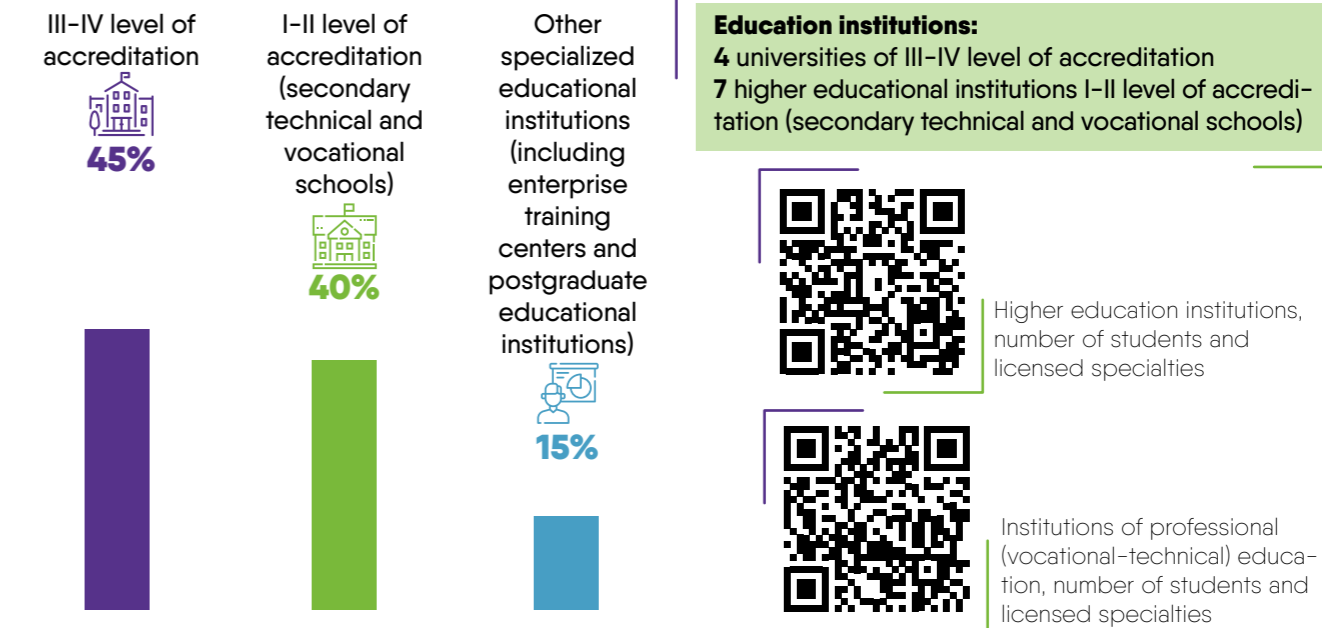 III-IV level of
accreditation
45%
I-II level of
accreditation
(secondary
technical and
vocational
schools)
40%
Other
specialized
educational
institutions
(including
enterprise
training
centers and
postgraduate
educational
institutions)
15%
Education institutions:
4 universities of III-IV level of accreditation
7 higher educational institutions I-II level of accredi-
tation (secondary technical and vocational schools)
Higher education institutions,
number of students and
licensed specialties
Institutions of professional
(vocational-technical) educa-
tion, number of students and
licensed specialties